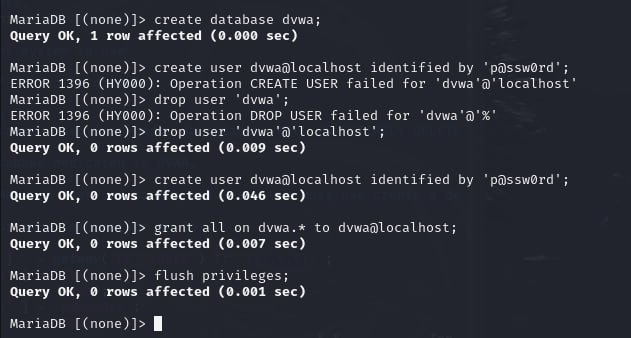 MariaDB [(none)]> create database dvwa;
Query OK, 1 row affected (0.000 sec)
MariaDB [(none)]> create user dvwa@localhost identified by 'p@ssw0rd';
ERROR 1396 (HY000): Operation CREATE USER failed for 'dvwa'@'localhost'
MariaDB [(none)]> drop user 'dvwa';
ERROR 1396 (HY000): Operation DROP USER failed for 'dvwa'@'%'
MariaDB [(none)]> drop user 'dvwa'@'localhost';
Query OK, 0 rows affected (0.009 sec)
MariaDB [(none)]> create user dvwa@localhost identified by 'p@ssw0rd';
Query OK, 0 rows affected (0.046 sec)
MariaDB [(none)]> grant all on dvwa.* to dvwa@localhost;
Query OK, 0 rows affected (0.007 sec)
MariaDB [(none)]> flush privileges;
Query OK, 0 rows affected (0.001 sec)
MariaDB [(none)]>